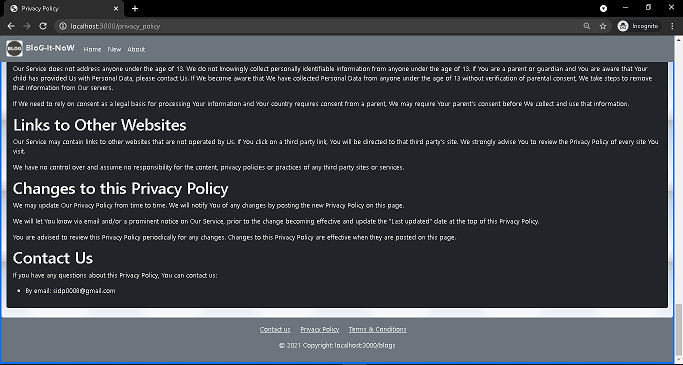 Privacy Policy
localhost:3000/privacy_policy
Incognito
BLOG
BloG-It-NoW
Home New About
Our Service does not address anyone under the age of 13. We do not knowingly collect personally identifiable information from anyone under the age of 13. If You are a parent or guardian and You are aware that Your
child has provided Us with Personal Data, please contact Us. If We become aware that We have collected Personal Data from anyone under the age of 13 without verification of parental consent, We take steps to remove
that information from Our servers.
If We need to rely on consent as a legal basis for processing Your information and Your country requires consent from a parent, We may require Your parent's consent before We collect and use that information.
Links to Other Websites
Our Service may contain links to other websites that are not operated by Us. If You click on a third party link, You will be directed to that third party's site. We strongly advise You to review the Privacy Policy of every site You
visit.
We have no control over and assume no responsibility for the content, privacy policies or practices of any third party sites or services.
Changes to this Privacy Policy
We may update Our Privacy Policy from time to time. We will notify You of any changes by posting the new Privacy Policy on this page.
We will let You know via email and/or a prominent notice on Our Service, prior to the change becoming effective and update the "Last updated" date at the top of this Privacy Policy.
You are advised to review this Privacy Policy periodically for any changes. Changes to this Privacy Policy are effective when they are posted on this page.
Contact Us
If you have any questions about this Privacy Policy, You can contact us:
• By email: sidp0008@gmail.com
Contact us Privacy Policy Terms & Conditions
© 2021 Copyright: localhost:3000/blogs